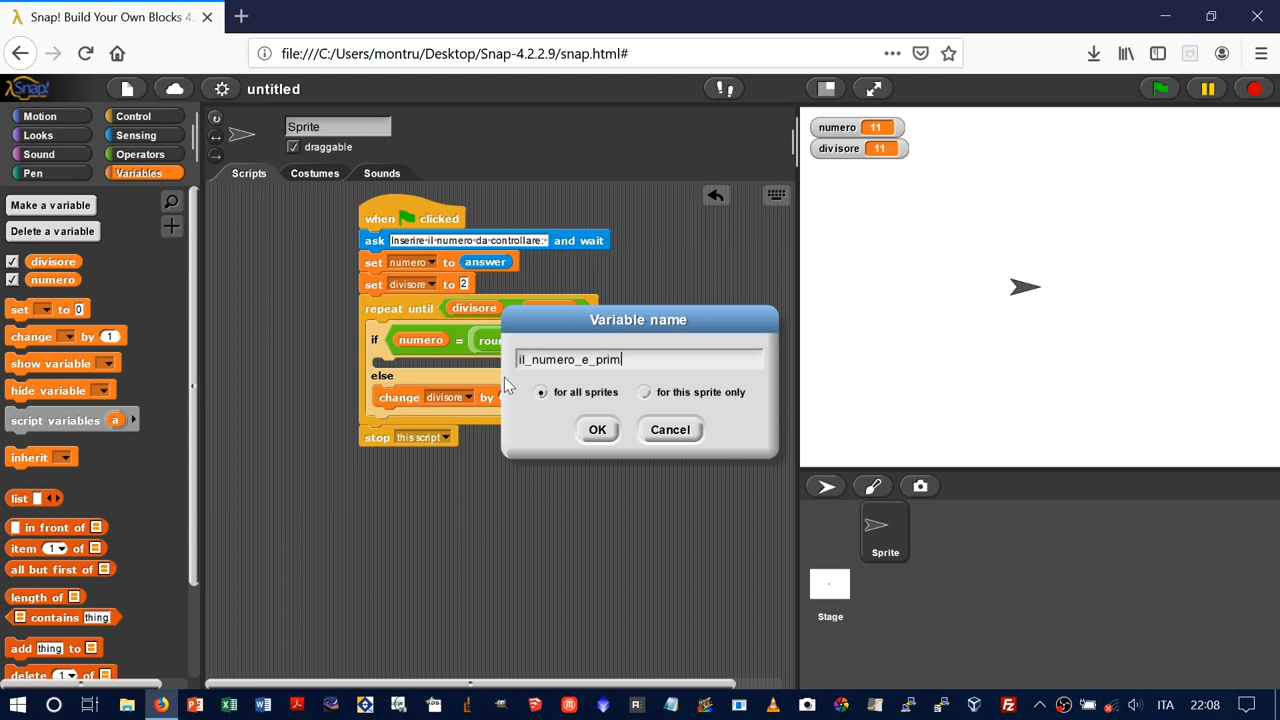 Snap! Build Your Own Blocks 4.
file:///C:/Users/montru/Desktop/Snap-4.2.2.9/snap.html#
Snap!
untitled
Motion
Control
Looks
Sensing
Sound
Operators
Pen
Variables
Sprite
draggable
Scripts
Costumes
Sounds
numero 11
divisore 11
Make a variable
Delete a variable
divisore
numero
set to 0
change by 1
show variable
hide variable
script variables a
inherit
list
in front of
item 1 of
all but first of
length of
contains thing
add thing to
delete 1 of
when clicked
ask Inserire·il·numero·da·controllare:· and wait
set numero to answer
set divisore to 2
repeat until divisore
if numero = roun
else
change divisore by
stop this script
Variable name
il_numero_e_prim
for all sprites
for this sprite only
OK
Cancel
Sprite
Stage
ITA
22:08